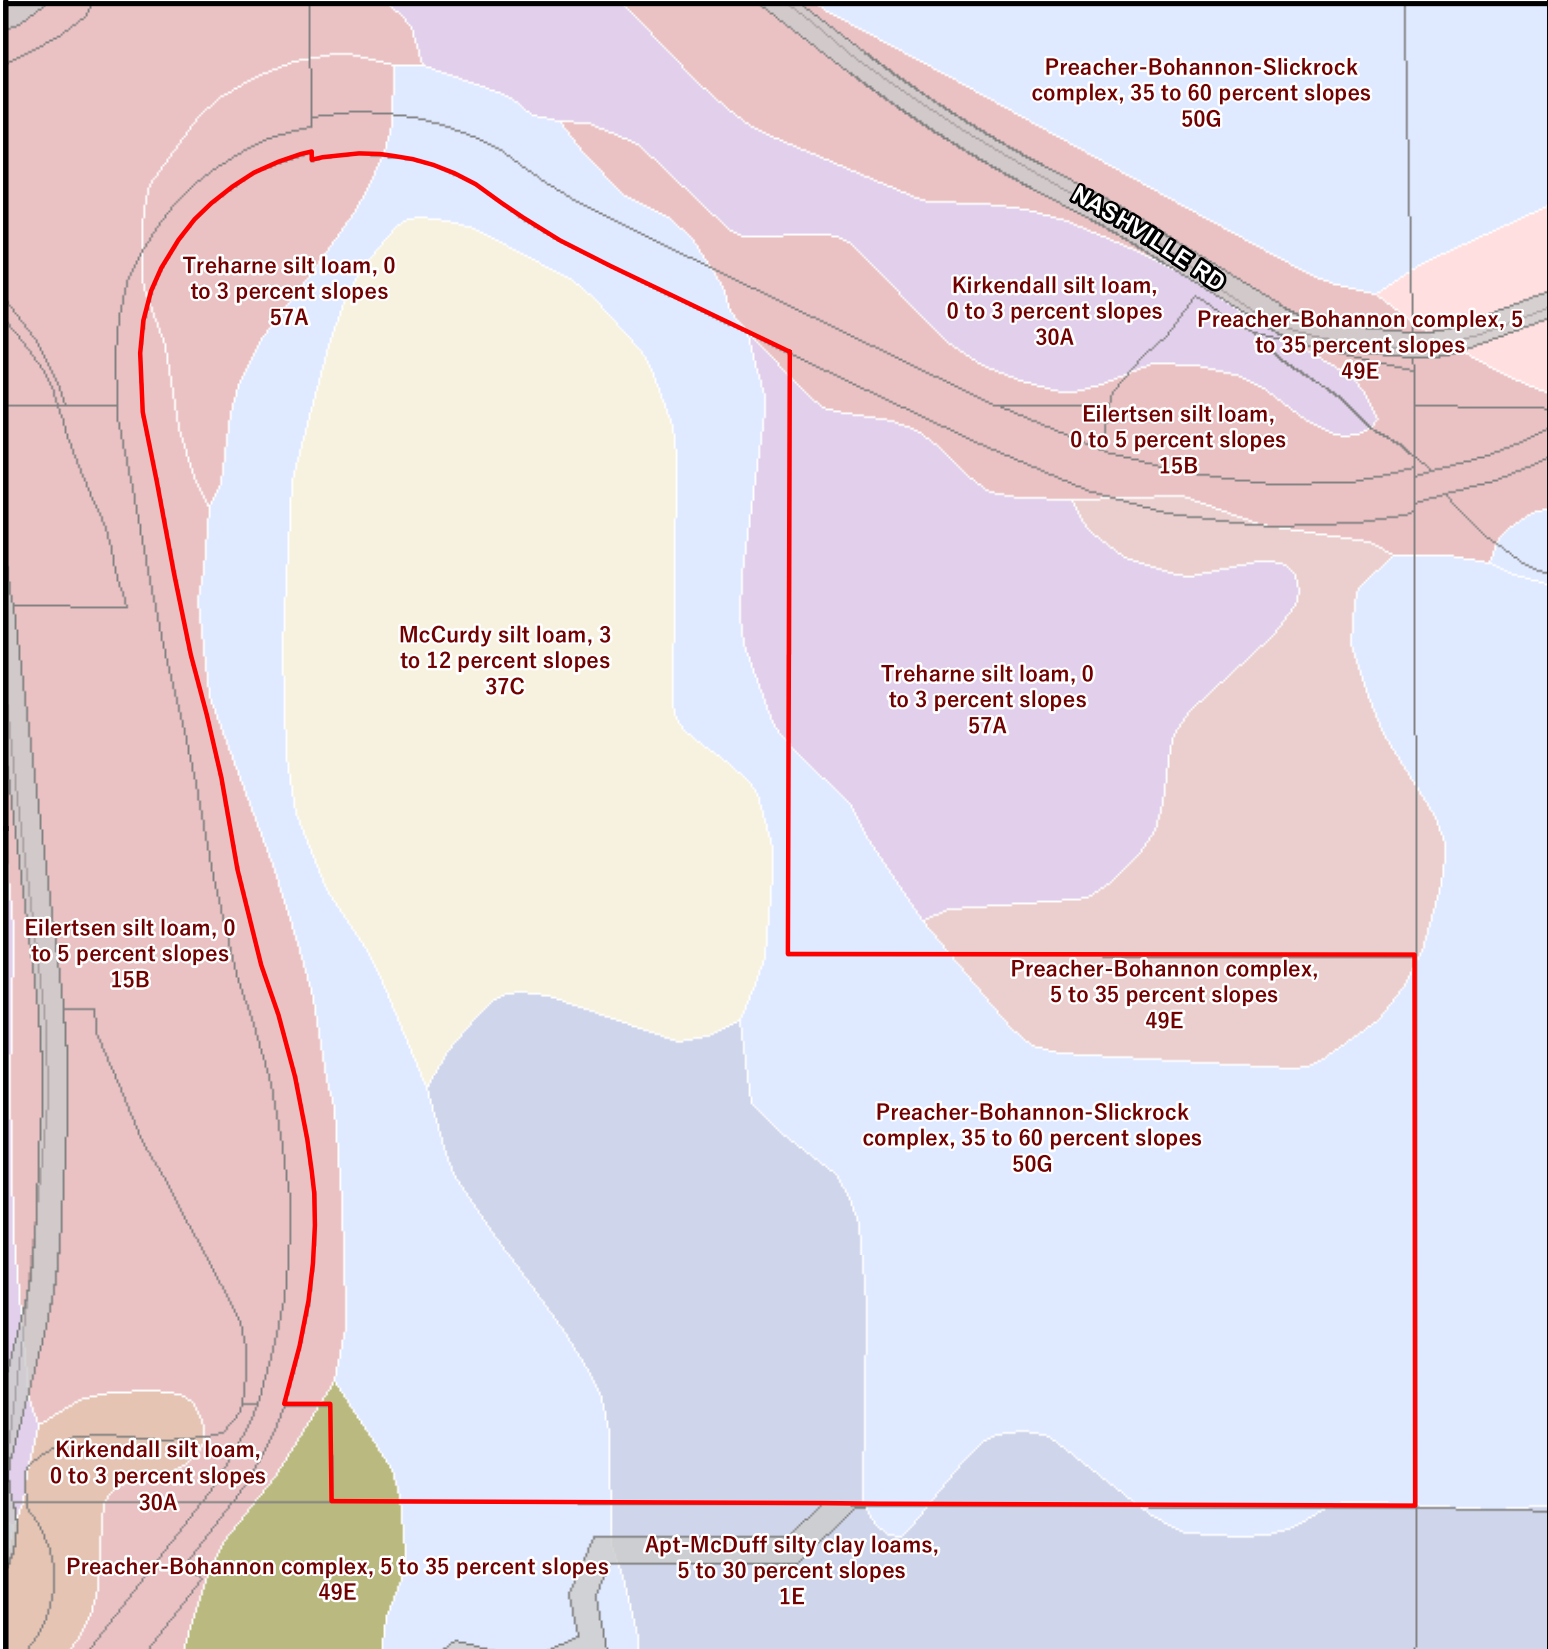 Preacher-Bohannon-Slickrock
complex, 35 to 60 percent slopes
50G
NASHVILLE RD
Treharne silt loam, 0
to 3 percent slopes
57A
Kirkendall silt loam,
0 to 3 percent slopes
30A
Preacher-Bohannon complex, 5
to 35 percent slopes
49E
Eilertsen silt loam,
0 to 5 percent slopes
15B
McCurdy silt loam, 3
to 12 percent slopes
37C
Treharne silt loam, 0
to 3 percent slopes
57A
Eilertsen silt loam, 0
to 5 percent slopes
15B
Preacher-Bohannon complex,
5 to 35 percent slopes
49E
Preacher-Bohannon-Slickrock
complex, 35 to 60 percent slopes
50G
Kirkendall silt loam,
0 to 3 percent slopes
30A
Preacher-Bohannon complex, 5 to 35 percent slopes
49E
Apt-McDuff silty clay loams,
5 to 30 percent slopes
1E